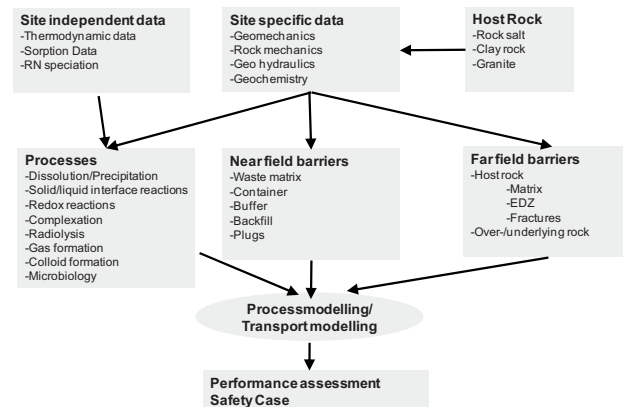 Site independent data
-Thermodynamic data
-Sorption Data
-RN speciation
Site specific data
-Geomechanics
-Rock mechanics
-Geo hydraulics
-Geochemistry
Host Rock
-Rock salt
-Clay rock
-Granite
Processes
-Dissolution/Precipitation
-Solid/liquid interface reactions
-Redox reactions
-Complexation
-Radiolysis
-Gas formation
-Colloid formation
-Microbiology
Near field barriers
-Waste matrix
-Container
-Buffer
-Backfill
-Plugs
Far field barriers
-Host rock
-Matrix
-EDZ
-Fractures
-Over-/underlying rock
Processmodelling/
Transport modelling
Performance assessment
Safety Case